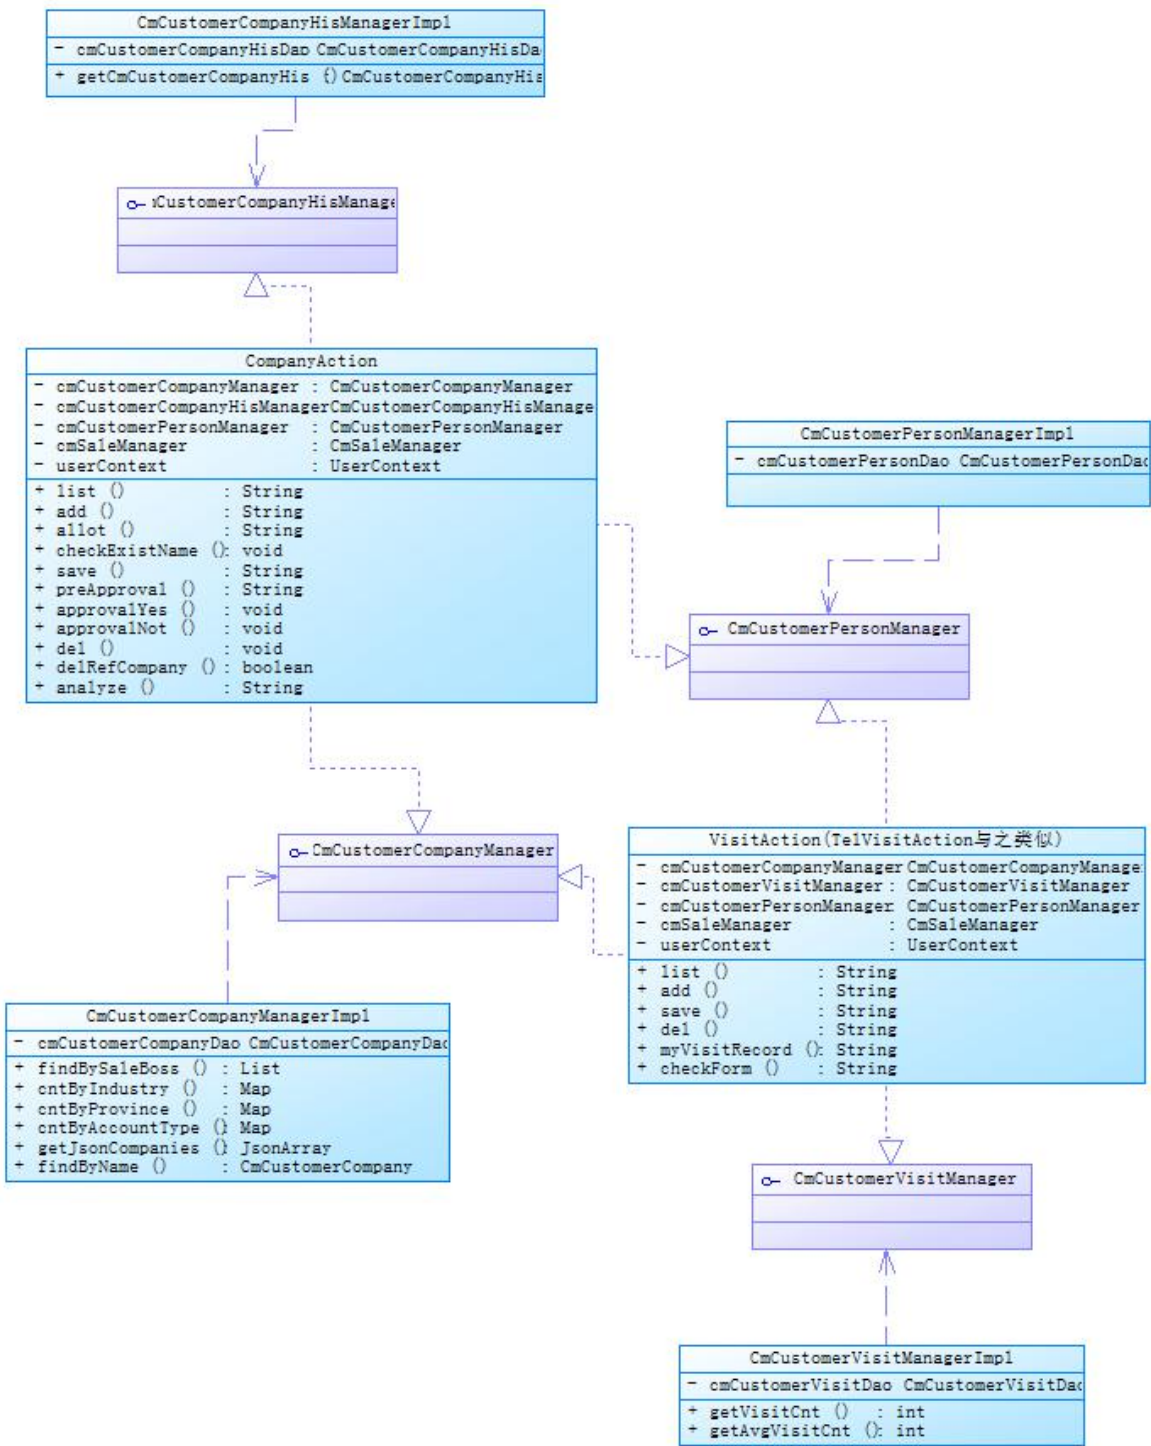 CmCustomerCompanyHisManagerImpl
- cmCustomerCompanyHisDao CmCustomerCompanyHisDa
+ getCmCustomerCompanyHis () CmCustomerCompanyHis
CustomerCompanyHisManage
CompanyAction
- cmCustomerCompanyManager : CmCustomerCompanyManager
- cmCustomerCompanyHisManagerCmCustomerCompanyHisManage
- cmCustomerPersonManager : CmCustomerPersonManager
- cmSaleManager : CmSaleManager
- userContext : UserContext
+ list () : String
+ add () : String
+ allot () : String
+ checkExistName (): void
+ save () : String
+ preApproval () : String
+ approvalYes () : void
+ approvalNot () : void
+ del () : void
+ delRefCompany () : boolean
+ analyze () : String
CmCustomerPersonManagerImpl
- cmCustomerPersonDao CmCustomerPersonDao
CmCustomerPersonManager
CmCustomerCompanyManager
VisitAction(TelVisitAction与之类似)
- cmCustomerCompanyManager CmCustomerCompanyManage
- cmCustomerVisitManager : CmCustomerVisitManager
- cmCustomerPersonManager CmCustomerPersonManager
- cmSaleManager : CmSaleManager
- userContext : UserContext
+ list () : String
+ add () : String
+ save () : String
+ del () : String
+ myVisitRecord (): String
+ checkForm () : String
CmCustomerCompanyManagerImpl
- cmCustomerCompanyDao CmCustomerCompanyDao
+ findBySaleBoss () : List
+ cntByIndustry () : Map
+ cntByProvince () : Map
+ cntByAccountType () Map
+ getJsonCompanies () JsonArray
+ findByName () : CmCustomerCompany
CmCustomerVisitManager
CmCustomerVisitManagerImpl
- cmCustomerVisitDao CmCustomerVisitDao
+ getVisitCnt () : int
+ getAvgVisitCnt (): int